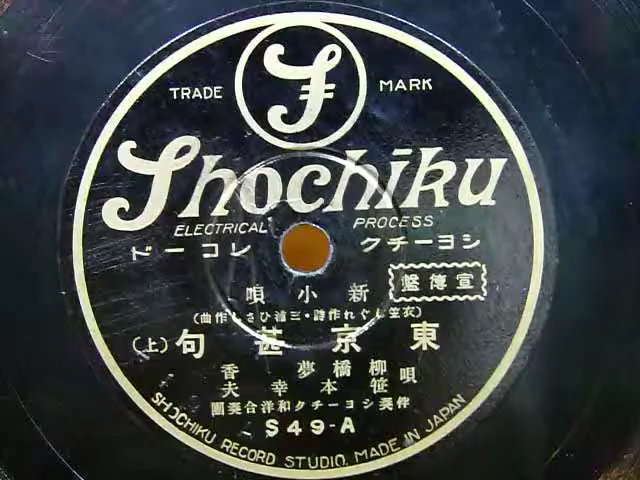 TRADE MARK
Shochiku
ELECTRICAL PROCESS
ショーチク レコード
宣傳盤
新小唄
(しぐれ作詩・三浦ひさし作曲)
東京甚句 (上)
唄 柳橋夢香
笹本幸夫
伴奏ショーチク和洋合奏團
S49-A
SHOCHIKU RECORD STUDIO, MADE IN JAPAN